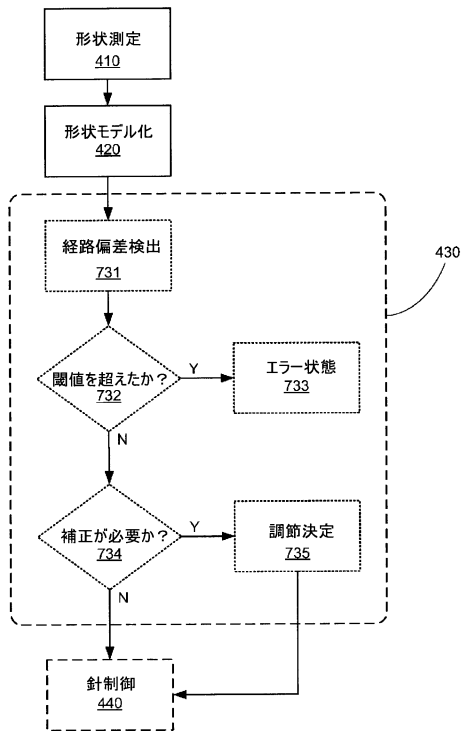 形状測定
410
形状モデル化
420
430
経路偏差検出
731
閾値を超えたか？
732
Y
エラー状態
733
N
補正が必要か？
734
Y
調節決定
735
N
針制御
440